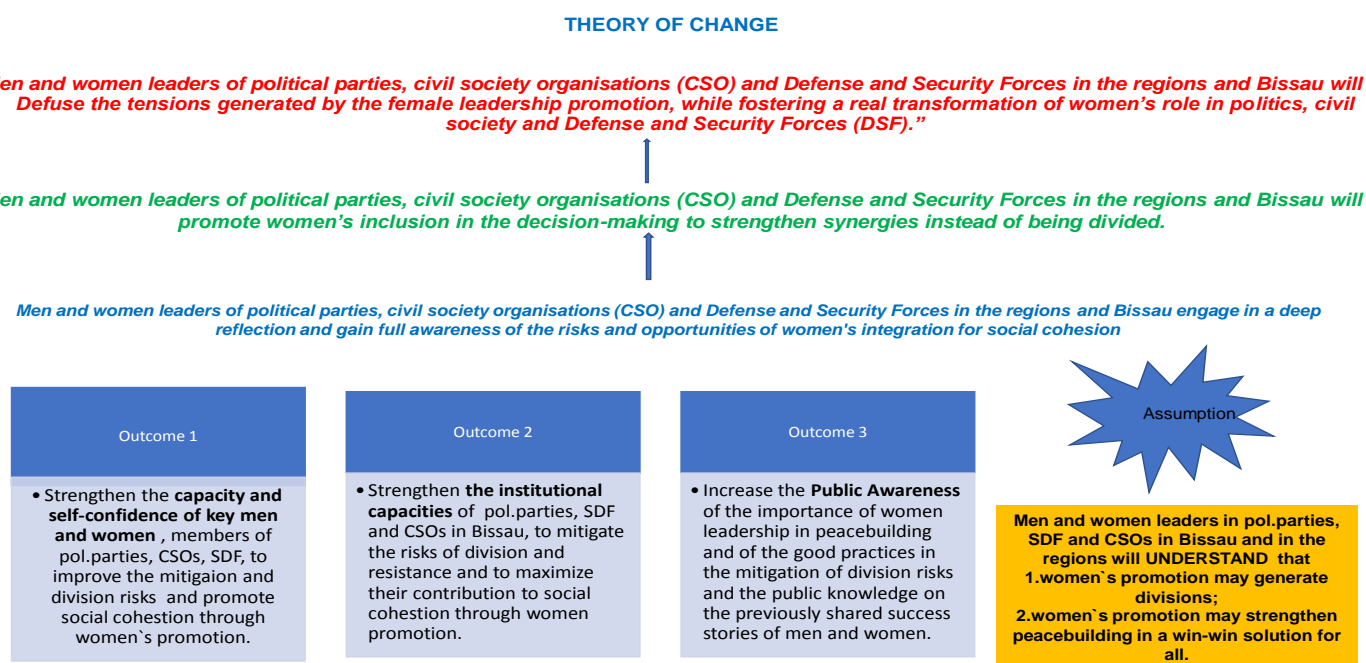 THEORY OF CHANGE
en and women leaders of political parties, civil society organisations (CSO) and Defense and Security Forces in the regions and Bissau will
Defuse the tensions generated by the female leadership promotion, while fostering a real transformation of women’s role in politics, civil
society and Defense and Security Forces (DSF).”
en and women leaders of political parties, civil society organisations (CSO) and Defense and Security Forces in the regions and Bissau will
promote women’s inclusion in the decision-making to strengthen synergies instead of being divided.
Men and women leaders of political parties, civil society organisations (CSO) and Defense and Security Forces in the regions and Bissau engage in a deep
reflection and gain full awareness of the risks and opportunities of women's integration for social cohesion
Outcome 1
• Strengthen the capacity and
self-confidence of key men
and women , members of
pol.parties, CSOs, SDF, to
improve the mitigaion and
division risks and promote
social cohestion through
women`s promotion.
Outcome 2
• Strengthen the institutional
capacities of pol.parties, SDF
and CSOs in Bissau, to mitigate
the risks of division and
resistance and to maximize
their contribution to social
cohestion through women
promotion.
Outcome 3
• Increase the Public Awareness
of the importance of women
leadership in peacebuilding
and of the good practices in
the mitigation of division risks
and the public knowledge on
the previously shared success
stories of men and women.
Assumption
Men and women leaders in pol.parties,
SDF and CSOs in Bissau and in the
regions will UNDERSTAND that
1.women`s promotion may generate
divisions;
2.women`s promotion may strengthen
peacebuilding in a win-win solution for
all.